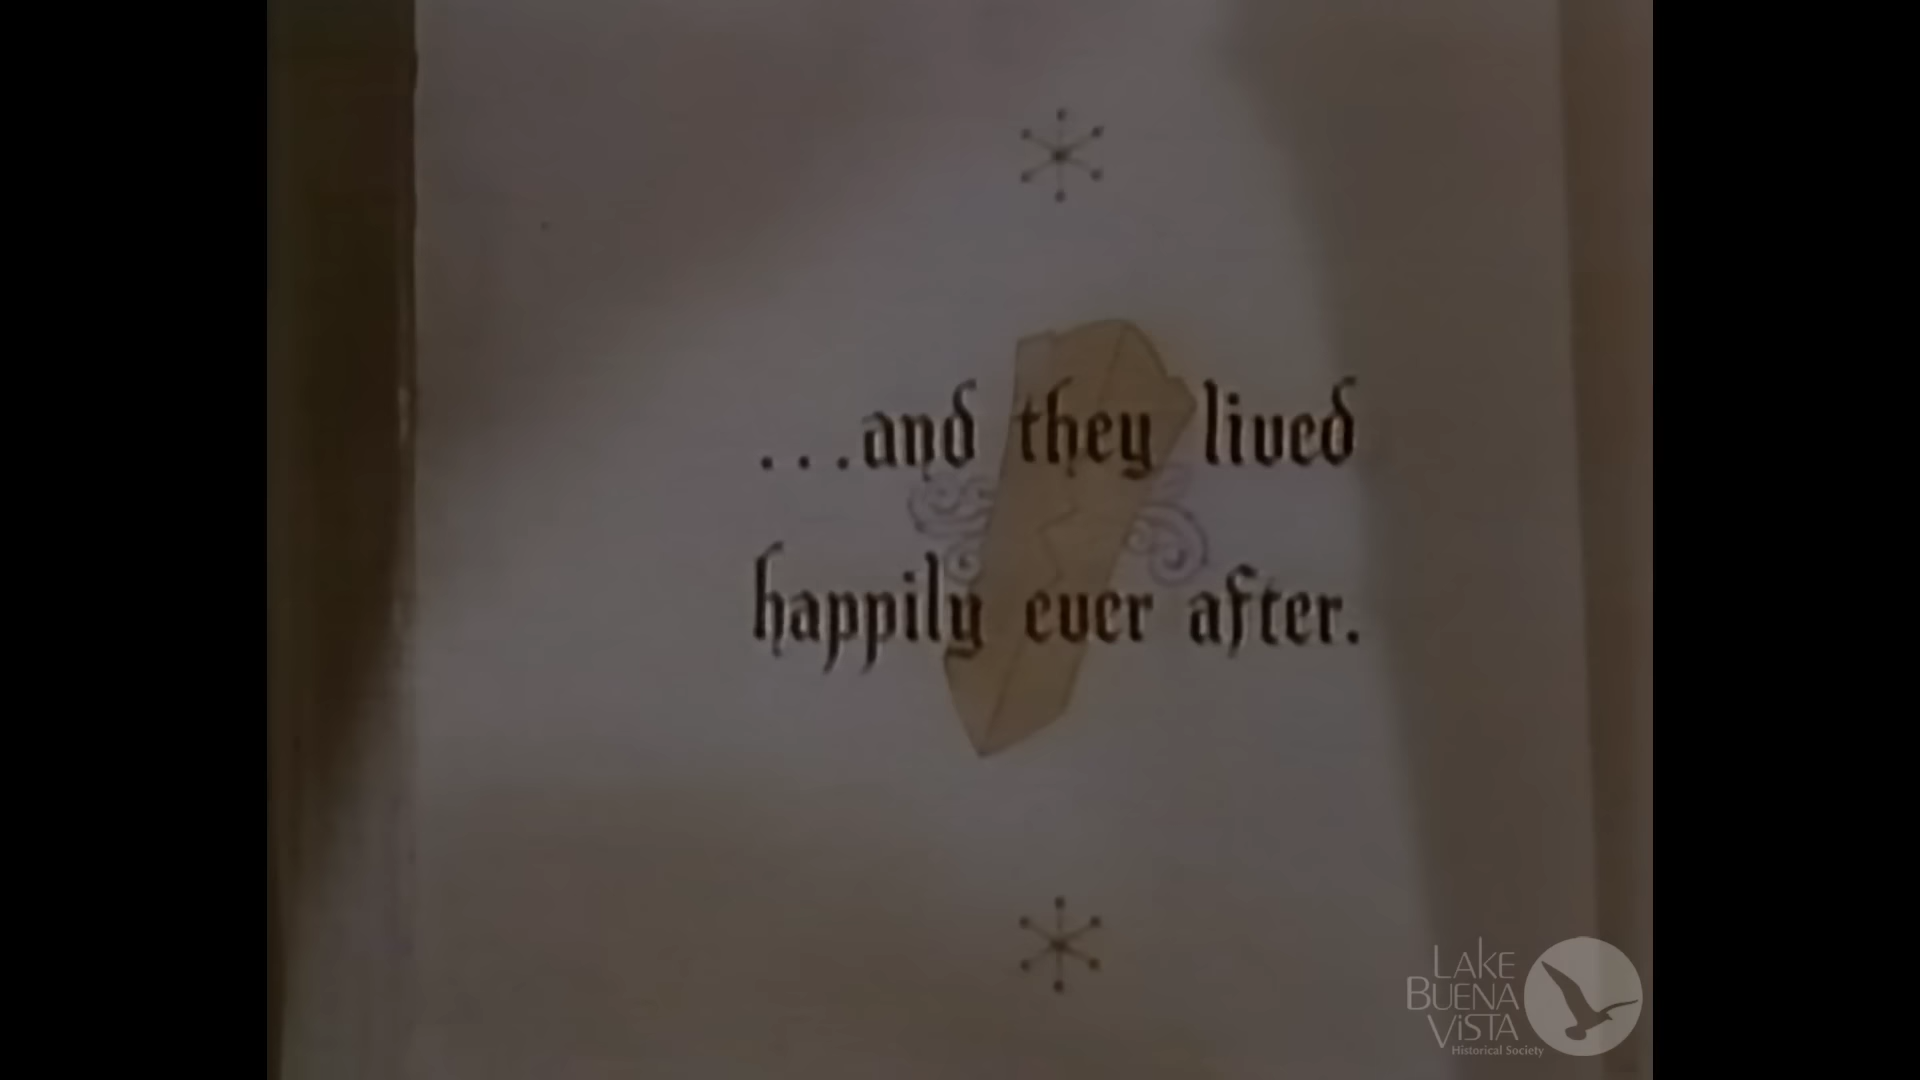 ...and they lived
happily ever after.
LAKE
BUENA
ViSTA
Historical Society